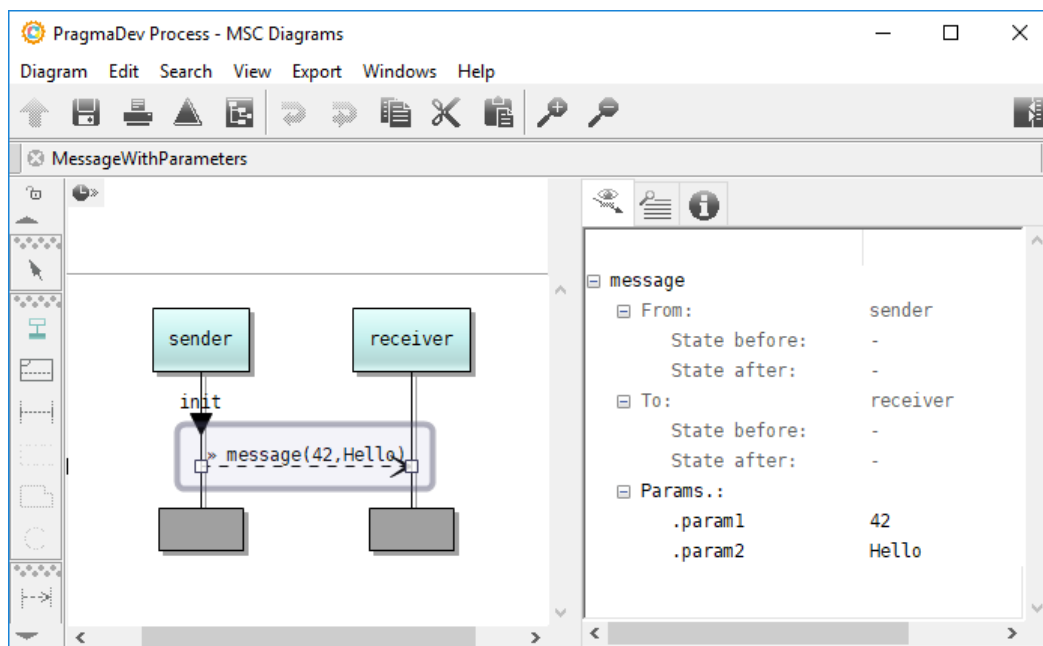 PragmaDev Process - MSC Diagrams
Diagram Edit Search View Export Windows Help
MessageWithParameters
sender
receiver
init
» message(42,Hello)
message
From: sender
State before: -
State after: -
To: receiver
State before: -
State after: -
Params.:
.param1 42
.param2 Hello